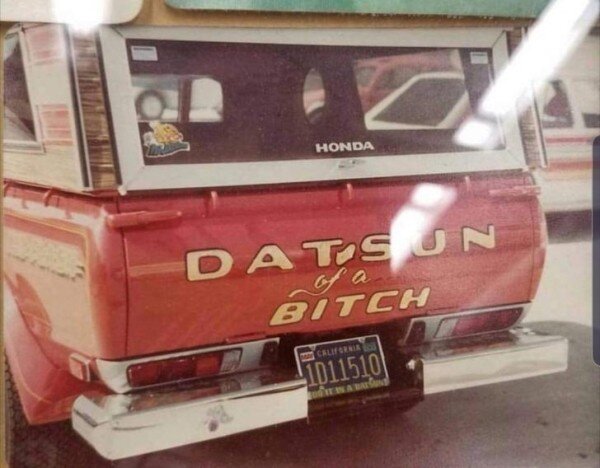 HONDA
DATSUN
of a
BITCH
CALIFORNIA
1D11510